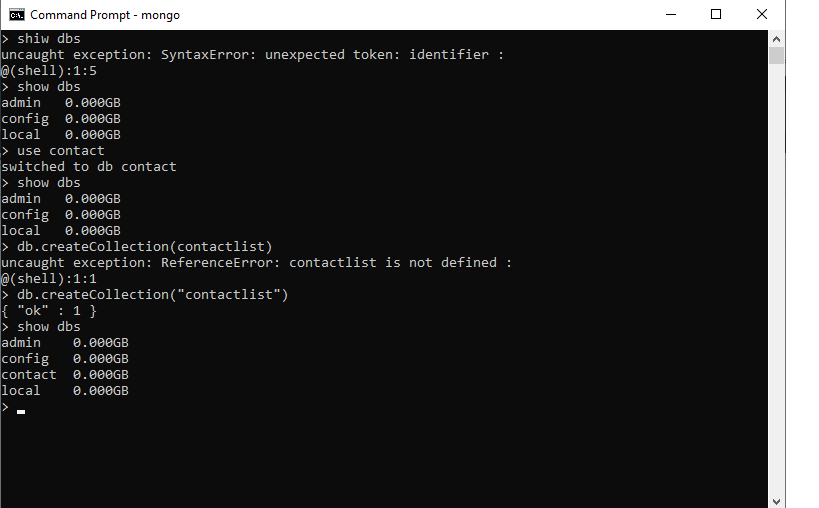 Command Prompt - mongo
> shiw dbs
uncaught exception: SyntaxError: unexpected token: identifier :
@(shell):1:5
> show dbs
admin   0.000GB
config  0.000GB
local   0.000GB
> use contact
switched to db contact
> show dbs
admin   0.000GB
config  0.000GB
local   0.000GB
> db.createCollection(contactlist)
uncaught exception: ReferenceError: contactlist is not defined :
@(shell):1:1
> db.createCollection("contactlist")
{ "ok" : 1 }
> show dbs
admin    0.000GB
config   0.000GB
contact  0.000GB
local    0.000GB
>